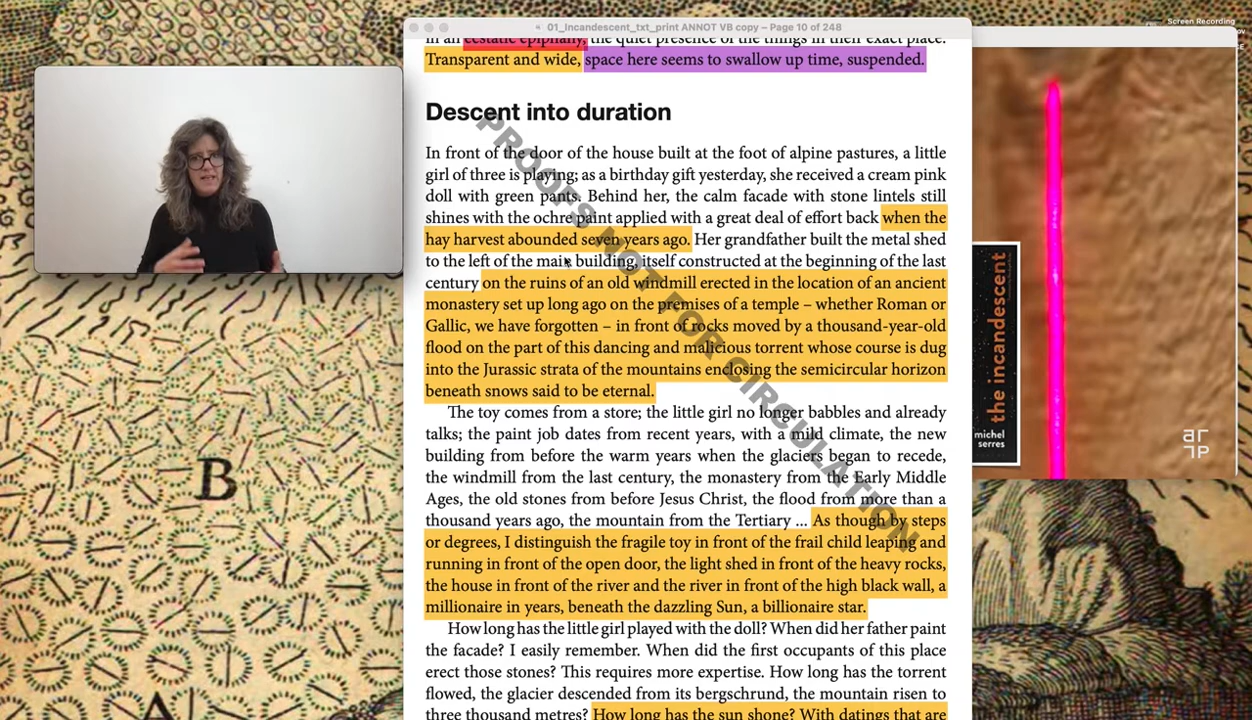 01_Incandescent_txt_print ANNOT VB copy – Page 10 of 248
Screen Recording
in an ecstatic epiphany, the quiet presence of the things in their exact place.
Transparent and wide, space here seems to swallow up time, suspended.
Descent into duration
In front of the door of the house built at the foot of alpine pastures, a little
girl of three is playing; as a birthday gift yesterday, she received a cream pink
doll with green pants. Behind her, the calm facade with stone lintels still
shines with the ochre paint applied with a great deal of effort back when the
hay harvest abounded seven years ago. Her grandfather built the metal shed
to the left of the main building, itself constructed at the beginning of the last
century on the ruins of an old windmill erected in the location of an ancient
monastery set up long ago on the premises of a temple – whether Roman or
Gallic, we have forgotten – in front of rocks moved by a thousand-year-old
flood on the part of this dancing and malicious torrent whose course is dug
into the Jurassic strata of the mountains enclosing the semicircular horizon
beneath snows said to be eternal.
The toy comes from a store; the little girl no longer babbles and already
talks; the paint job dates from recent years, with a mild climate, the new
building from before the warm years when the glaciers began to recede,
the windmill from the last century, the monastery from the Early Middle
Ages, the old stones from before Jesus Christ, the flood from more than a
thousand years ago, the mountain from the Tertiary ... As though by steps
or degrees, I distinguish the fragile toy in front of the frail child leaping and
running in front of the open door, the light shed in front of the heavy rocks,
the house in front of the river and the river in front of the high black wall, a
millionaire in years, beneath the dazzling Sun, a billionaire star.
How long has the little girl played with the doll? When did her father paint
the facade? I easily remember. When did the first occupants of this place
erect those stones? This requires more expertise. How long has the torrent
flowed, the glacier descended from its bergschrund, the mountain risen to
three thousand metres? How long has the sun shone? With datings that are
PROOFS NOT FOR CIRCULATION
the incandescent
michel
serres
B
A